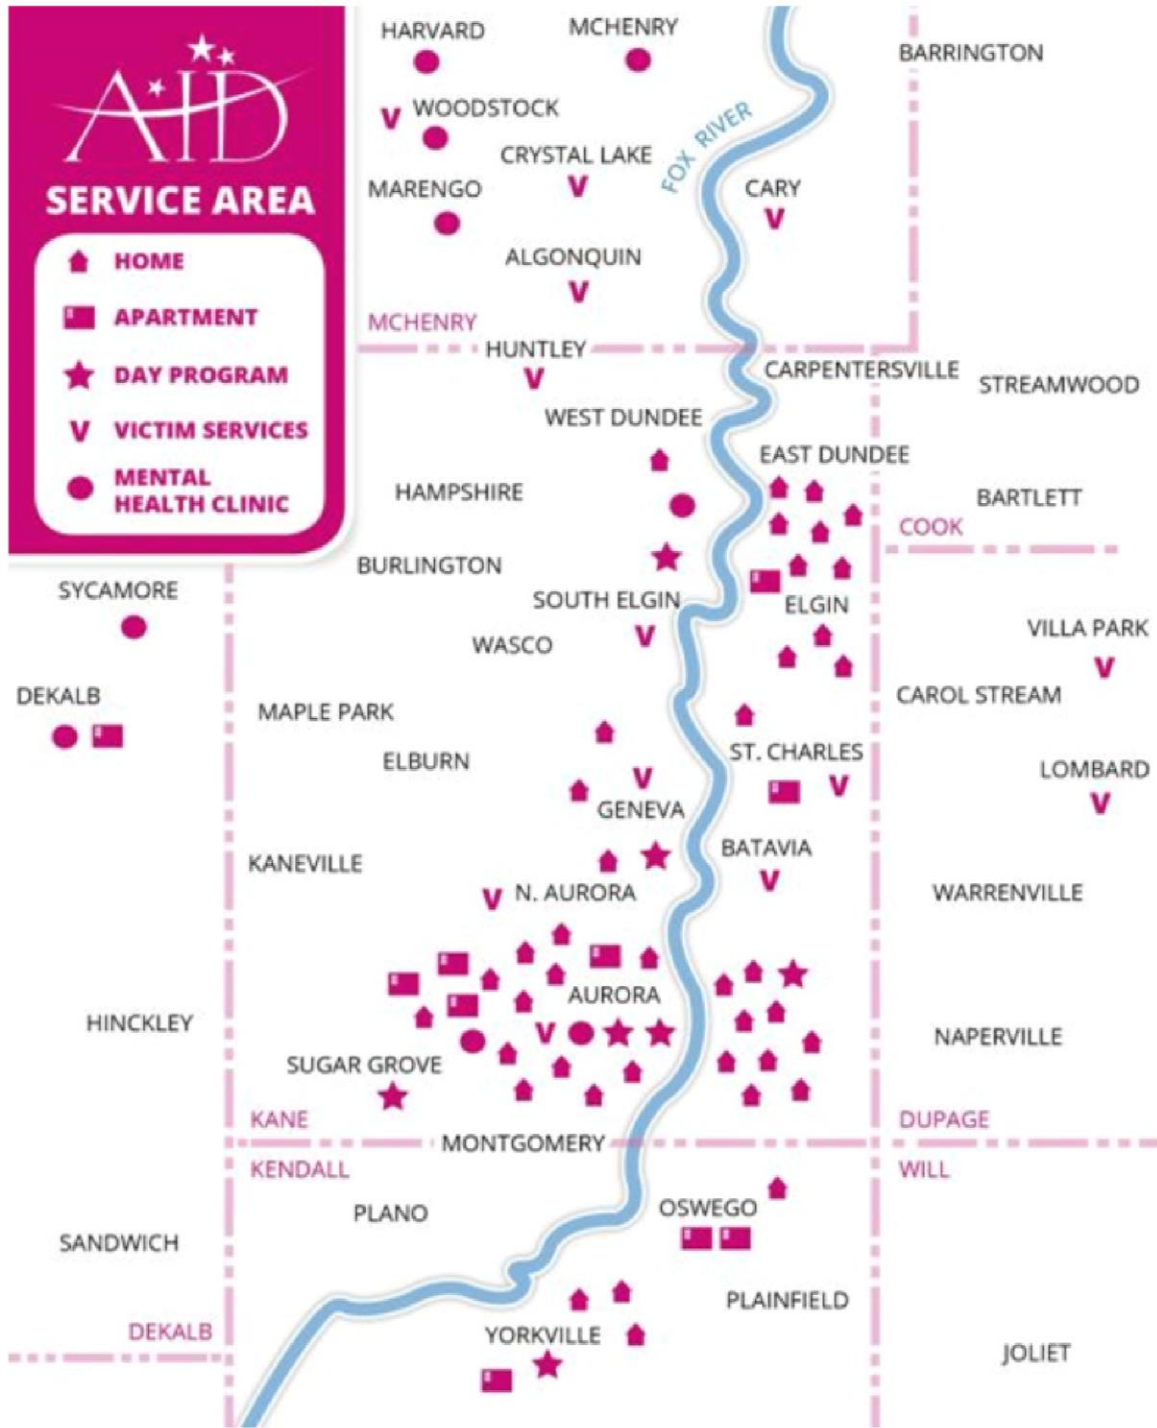 AID
SERVICE AREA
HOME
APARTMENT
DAY PROGRAM
V VICTIM SERVICES
MENTAL
HEALTH CLINIC
HARVARD
MCHENRY
BARRINGTON
V WOODSTOCK
FOX RIVER
CRYSTAL LAKE
V
MARENGO
CARY
V
ALGONQUIN
V
MCHENRY
HUNTLEY
V
CARPENTERSVILLE
STREAMWOOD
WEST DUNDEE
EAST DUNDEE
HAMPSHIRE
BARTLETT
COOK
BURLINGTON
SYCAMORE
SOUTH ELGIN
V
ELGIN
WASCO
VILLA PARK
V
DEKALB
MAPLE PARK
CAROL STREAM
ELBURN
ST. CHARLES
V
V
GENEVA
LOMBARD
V
KANEVILLE
BATAVIA
V
V N. AURORA
WARRENVILLE
AURORA
V
HINCKLEY
NAPERVILLE
SUGAR GROVE
KANE
DUPAGE
MONTGOMERY
KENDALL
WILL
PLANO
OSWEGO
SANDWICH
PLAINFIELD
DEKALB
YORKVILLE
JOLIET